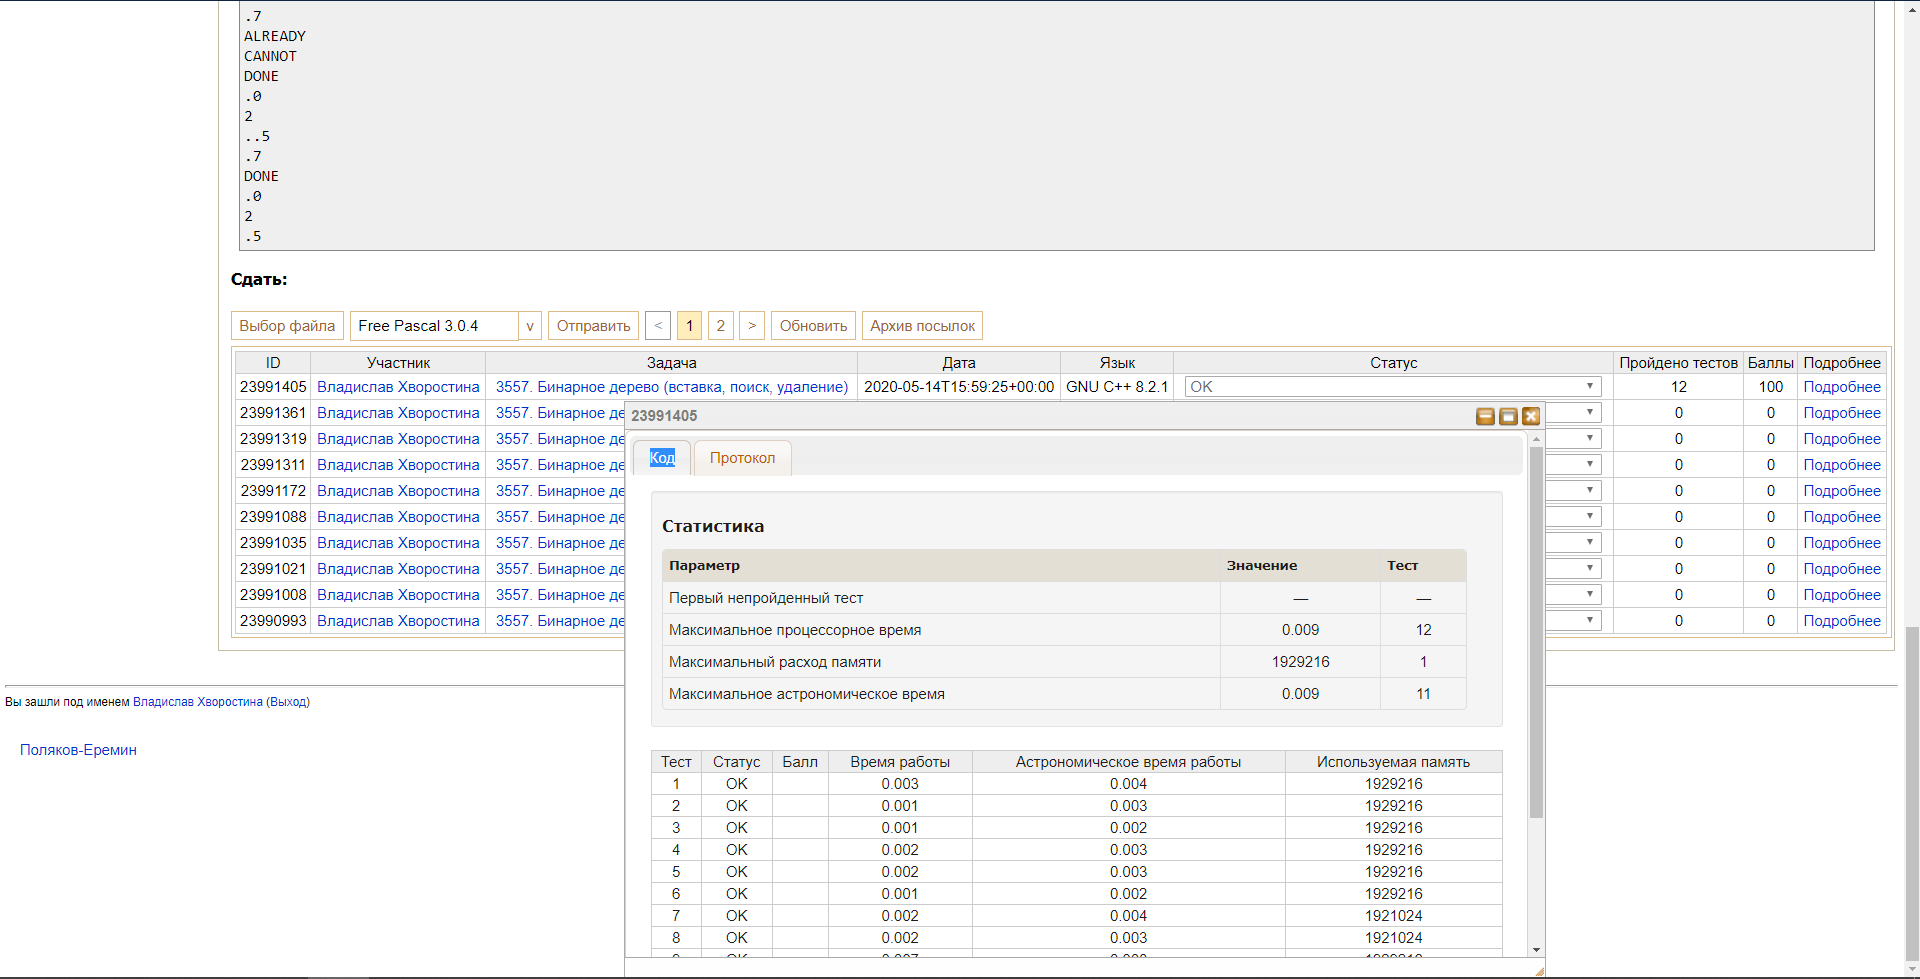 .7
ALREADY
CANNOT
DONE
.0
2
..5
.7
DONE
.0
2
.5
Сдать:
Выбор файла Free Pascal 3.0.4 v Отправить < 1 2 > Обновить Архив посылок
ID Участник Задача Дата Язык Статус Пройдено тестов Баллы Подробнее
23991405 Владислав Хворостина 3557. Бинарное дерево (вставка, поиск, удаление) 2020-05-14T15:59:25+00:00 GNU C++ 8.2.1 OK 12 100 Подробнее
23991361 Владислав Хворостина 3557. Бинарное де 0 0 Подробнее
23991319 Владислав Хворостина 3557. Бинарное де 0 0 Подробнее
23991311 Владислав Хворостина 3557. Бинарное де 0 0 Подробнее
23991172 Владислав Хворостина 3557. Бинарное де 0 0 Подробнее
23991088 Владислав Хворостина 3557. Бинарное де 0 0 Подробнее
23991035 Владислав Хворостина 3557. Бинарное де 0 0 Подробнее
23991021 Владислав Хворостина 3557. Бинарное де 0 0 Подробнее
23991008 Владислав Хворостина 3557. Бинарное де 0 0 Подробнее
23990993 Владислав Хворостина 3557. Бинарное де 0 0 Подробнее
23991405
Код Протокол
Статистика
Параметр Значение Тест
Первый непройденный тест — —
Максимальное процессорное время 0.009 12
Максимальный расход памяти 1929216 1
Максимальное астрономическое время 0.009 11
Тест Статус Балл Время работы Астрономическое время работы Используемая память
1 OK 0.003 0.004 1929216
2 OK 0.001 0.003 1929216
3 OK 0.001 0.002 1929216
4 OK 0.002 0.003 1929216
5 OK 0.002 0.003 1929216
6 OK 0.001 0.002 1929216
7 OK 0.002 0.004 1921024
8 OK 0.002 0.003 1921024
Вы зашли под именем Владислав Хворостина (Выход)
Поляков-Еремин